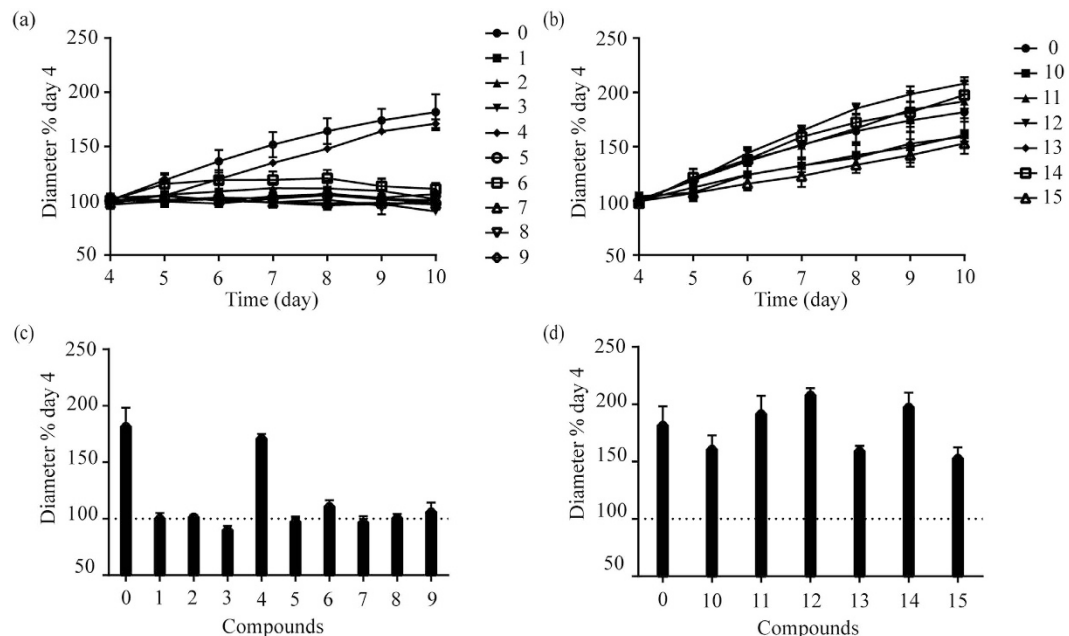 (a)
Diameter % day 4
250
200
150
100
50
4 5 6 7 8 9 10
Time (day)
0
1
2
3
4
5
6
7
8
9
(b)
Diameter % day 4
250
200
150
100
50
4 5 6 7 8 9 10
Time (day)
0
10
11
12
13
14
15
(c)
Diameter % day 4
250
200
150
100
50
0 1 2 3 4 5 6 7 8 9
Compounds
(d)
Diameter % day 4
250
200
150
100
50
0 10 11 12 13 14 15
Compounds